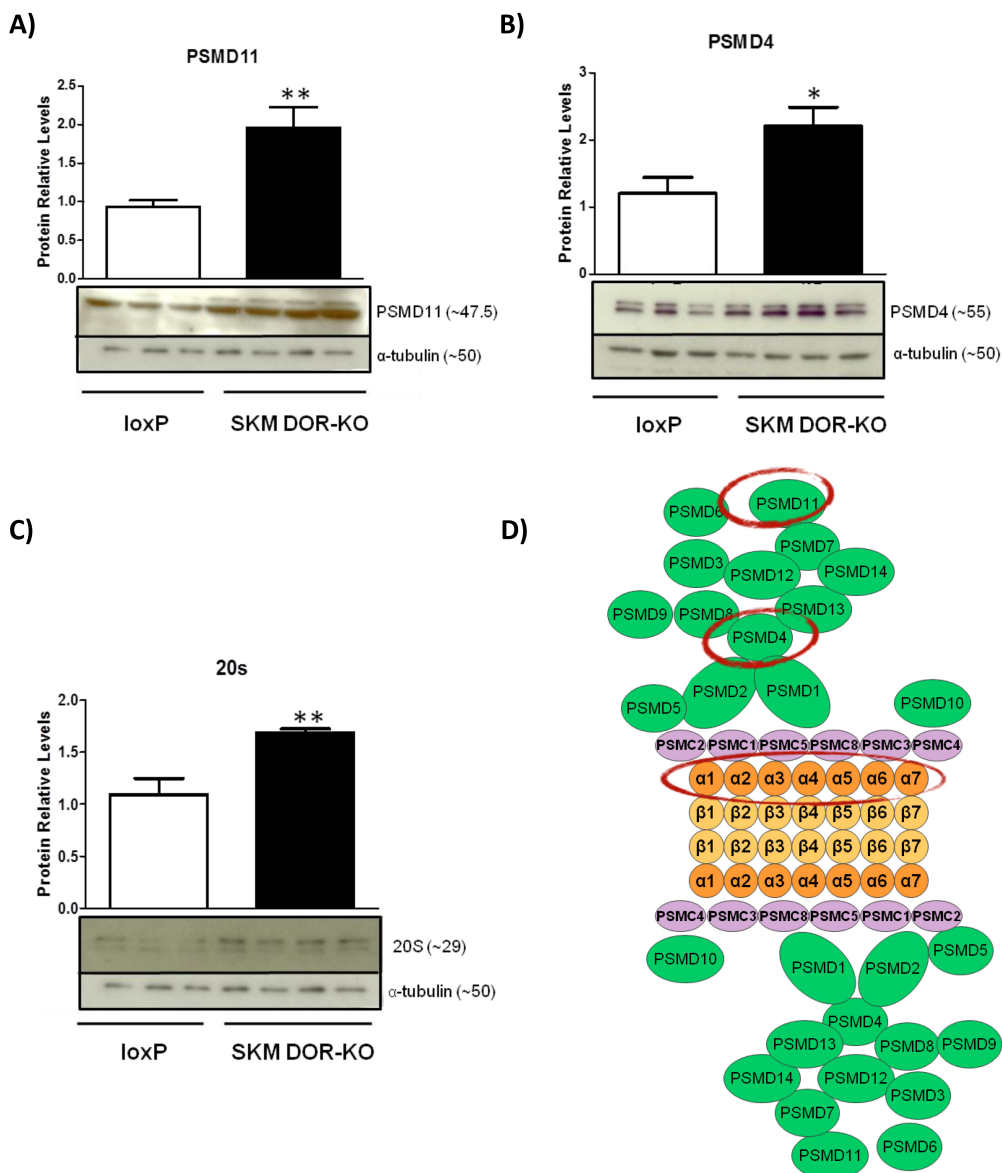 A)
PSMD11
Protein Relative Levels
2.5
2.0
1.5
1.0
0.5
0.0
**
PSMD11 (~47.5)
α-tubulin (~50)
loxP
SKM DOR-KO
B)
PSMD4
Protein Relative Levels
3
2
1
0
*
PSMD4 (~55)
α-tubulin (~50)
loxP
SKM DOR-KO
C)
20s
Protein Relative Levels
2.0
1.5
1.0
0.5
0.0
**
20S (~29)
α-tubulin (~50)
loxP
SKM DOR-KO
D)
PSMD6
PSMD11
PSMD7
PSMD3
PSMD12
PSMD14
PSMD9
PSMD8
PSMD13
PSMD4
PSMD5
PSMD2
PSMD1
PSMD10
PSMC2 PSMC1 PSMC5 PSMC8 PSMC3 PSMC4
α1 α2 α3 α4 α5 α6 α7
β1 β2 β3 β4 β5 β6 β7
β1 β2 β3 β4 β5 β6 β7
α1 α2 α3 α4 α5 α6 α7
PSMC4 PSMC3 PSMC8 PSMC5 PSMC1 PSMC2
PSMD10
PSMD1
PSMD2
PSMD5
PSMD4
PSMD13
PSMD8
PSMD9
PSMD14
PSMD12
PSMD3
PSMD7
PSMD11
PSMD6